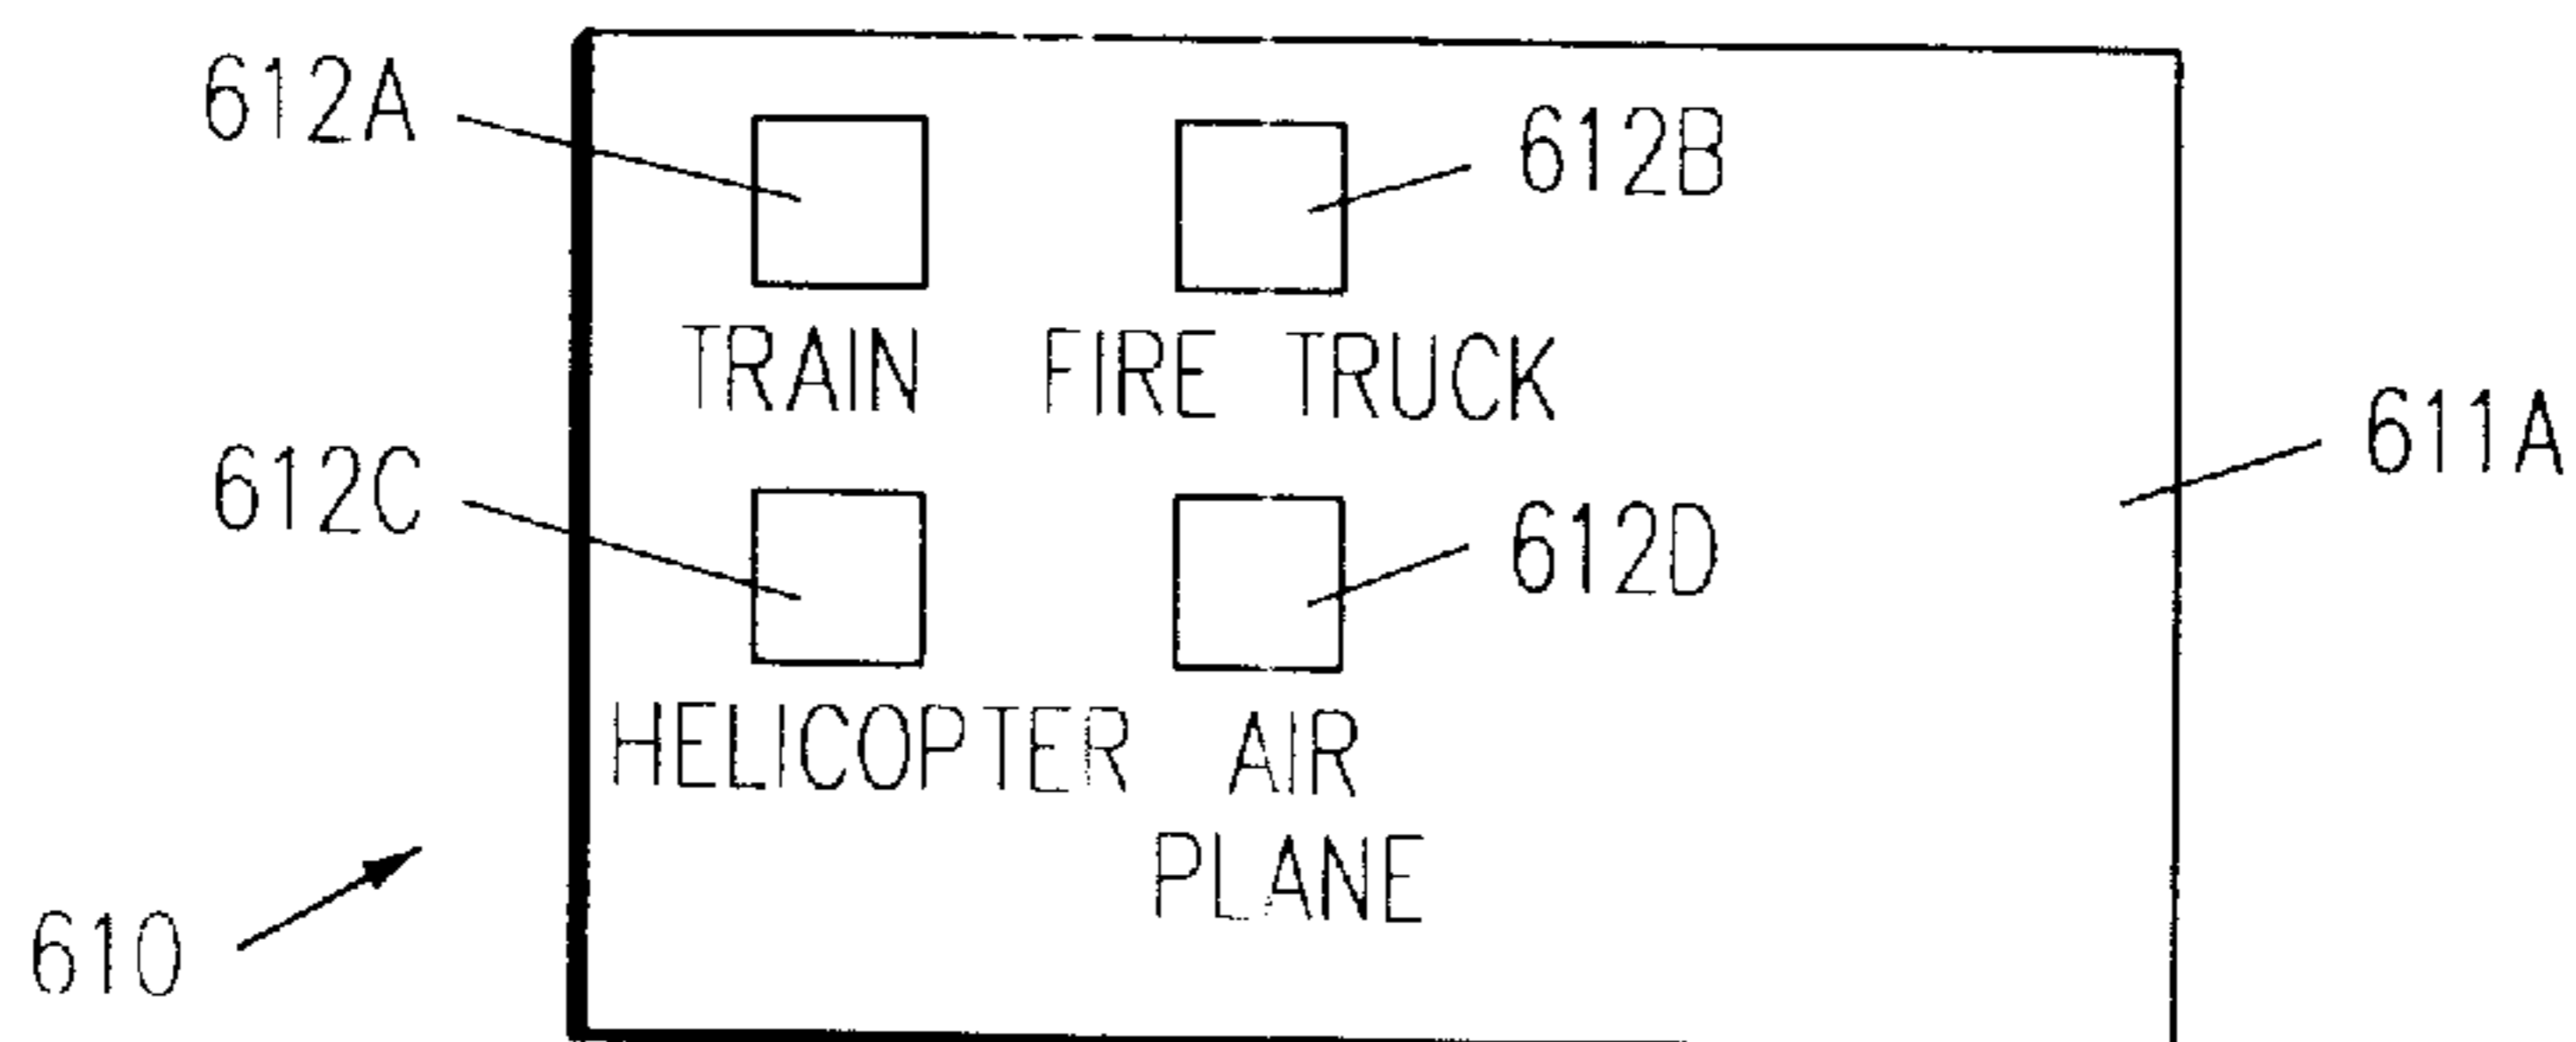 612A
612B
TRAIN FIRE TRUCK
611A
612C
612D
HELICOPTER AIR
PLANE
610